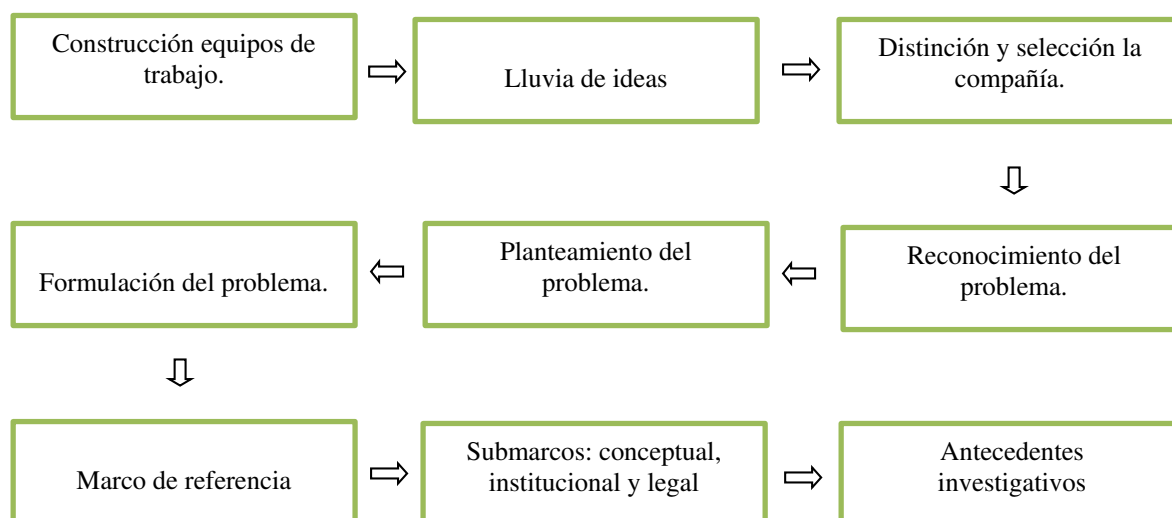 Construcción equipos de
trabajo.
Lluvia de ideas
Distinción y selección la
compañía.
Reconocimiento del
problema.
Planteamiento del
problema.
Formulación del problema.
Marco de referencia
Submarcos: conceptual,
institucional y legal
Antecedentes
investigativos